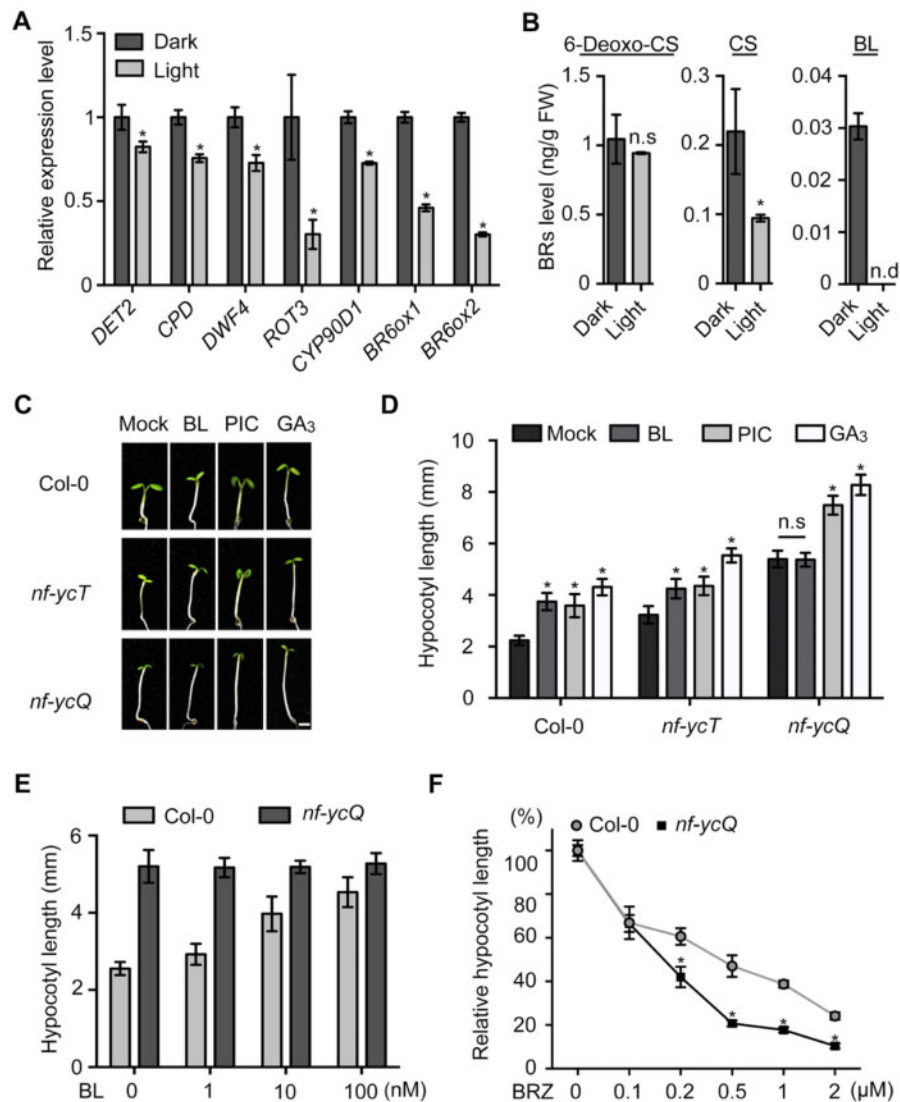 A
Dark
Light
Relative expression level
1
0.5
0
DET2
CPD
DWF4
ROT3
CYP90D1
BR6ox1
BR6ox2
* * * * * * *
B
6-Deoxo-CS
CS
BL
BRs level (ng/g FW)
1.5
1
0.5
0
n.s
Dark
Light
0.3
0.2
0.1
0
*
Dark
Light
0.04
0.03
0.02
0.01
0
n.d
Dark
Light
C
Mock BL PIC GA3
Col-0
nf-ycT
nf-ycQ
D
Mock BL PIC GA3
Hypocotyl length (mm)
10
8
6
4
2
0
* * *
* * *
n.s
* *
Col-0 nf-ycT nf-ycQ
E
Col-0 nf-ycQ
Hypocotyl length (mm)
6
4
2
0
BL 0 1 10 100 (nM)
F
(%)
Col-0 nf-ycQ
Relative hypocotyl length
100
80
60
40
20
0
* * * *
BRZ 0 0.1 0.2 0.5 1 2 (μM)